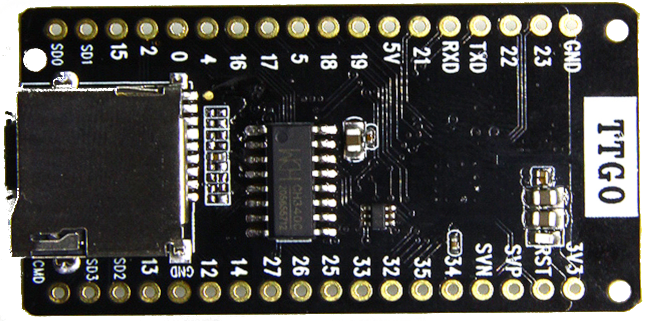 SD0 SD1 15 2 0 4 16 17 5 18 19 5V 21 RXD TXD 22 23 GND
TTGO
CH340C
CMD SD3 SD2 13 GND 12 14 27 26 25 33 32 35 34 SVN SVP RST 3V3